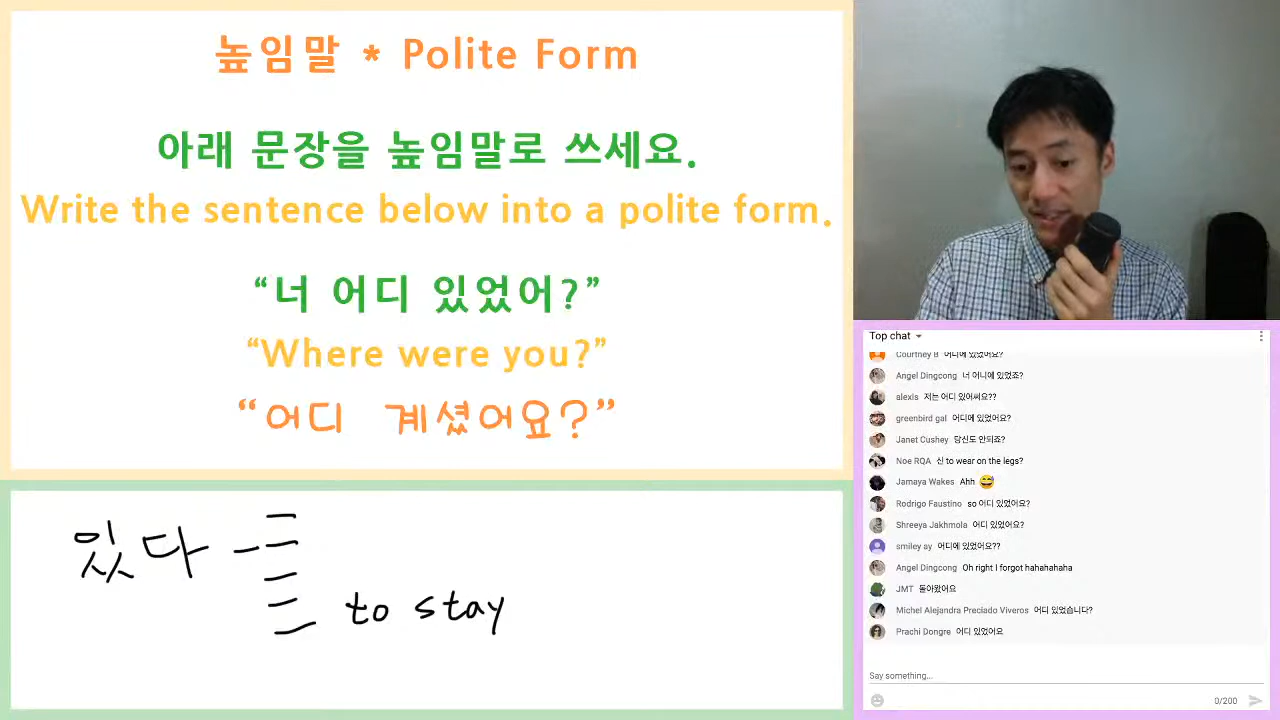 높임말 * Polite Form
아래 문장을 높임말로 쓰세요.
Write the sentence below into a polite form.
“너 어디 있었어?”
“Where were you?”
“어디 계셨어요?”
있다
to stay
Top chat
Courtney B 어디에 있었어요?
Angel Dingcong 너 어니에 있었죠?
alexis 저는 어디 있어써요??
greenbird gal 어디에 있었어요?
Janet Cushey 당신도 안되죠?
Noe RQA 신 to wear on the legs?
Jamaya Wakes Ahh 😅
Rodrigo Faustino so 어디 있었어요?
Shreeya Jakhmola 어디 있었어요?
smiley ay 어디에 있었어요??
Angel Dingcong Oh right I forgot hahahahaha
JMT 돌아왔어요
Michel Alejandra Preciado Viveros 어디 있었습니다?
Prachi Dongre 어디 있었어요
Say something...
0/200